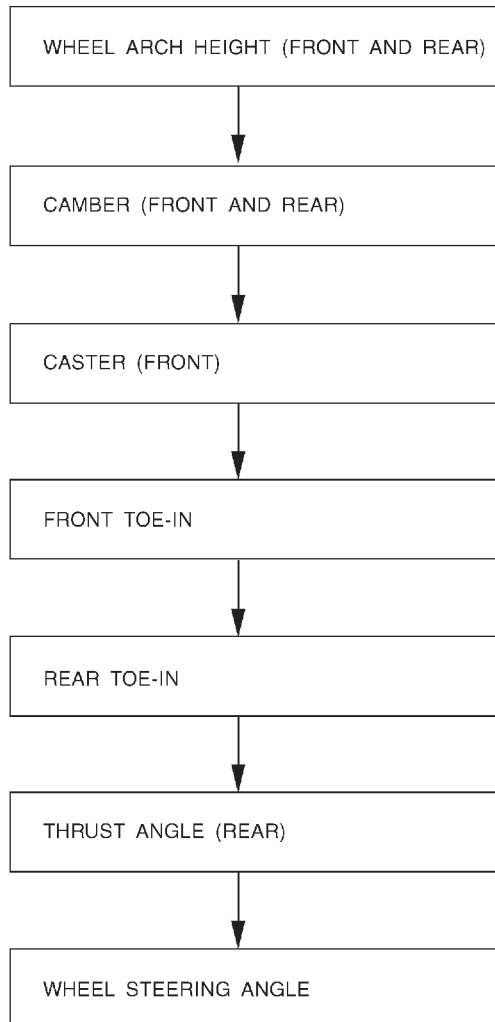 WHEEL ARCH HEIGHT (FRONT AND REAR)
CAMBER (FRONT AND REAR)
CASTER (FRONT)
FRONT TOE-IN
REAR TOE-IN
THRUST ANGLE (REAR)
WHEEL STEERING ANGLE